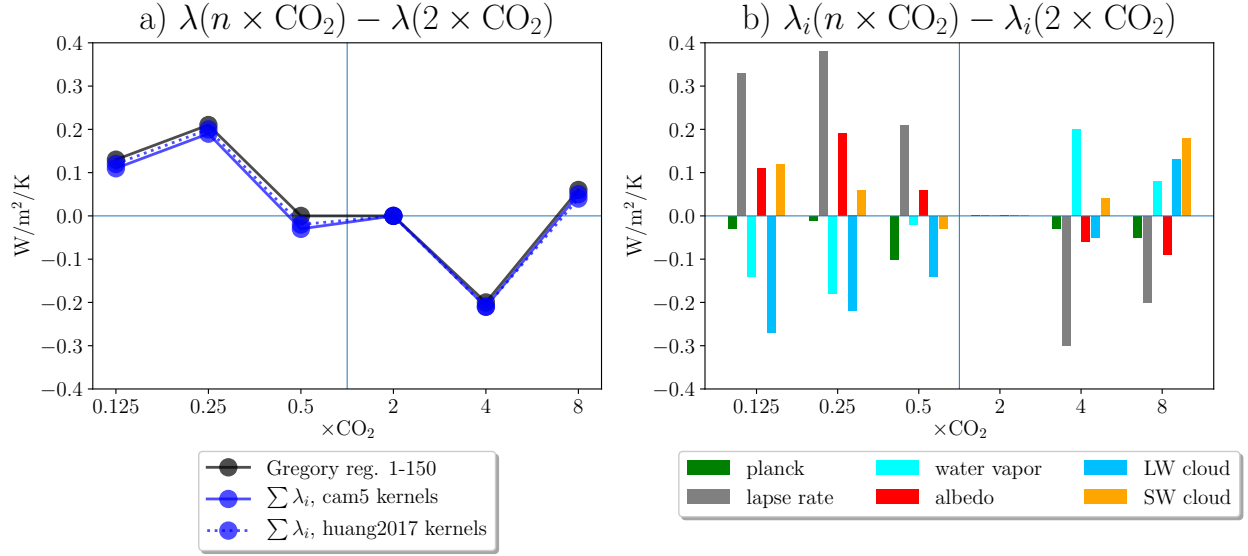 a) λ(n × CO₂) − λ(2 × CO₂)
W/m²/K
0.4
0.3
0.2
0.1
0.0
−0.1
−0.2
−0.3
−0.4
0.125 0.25 0.5 2 4 8
×CO₂
Gregory reg. 1-150
∑ λᵢ, cam5 kernels
∑ λᵢ, huang2017 kernels
b) λᵢ(n × CO₂) − λᵢ(2 × CO₂)
W/m²/K
0.4
0.3
0.2
0.1
0.0
−0.1
−0.2
−0.3
−0.4
0.125 0.25 0.5 2 4 8
×CO₂
planck water vapor LW cloud
lapse rate albedo SW cloud